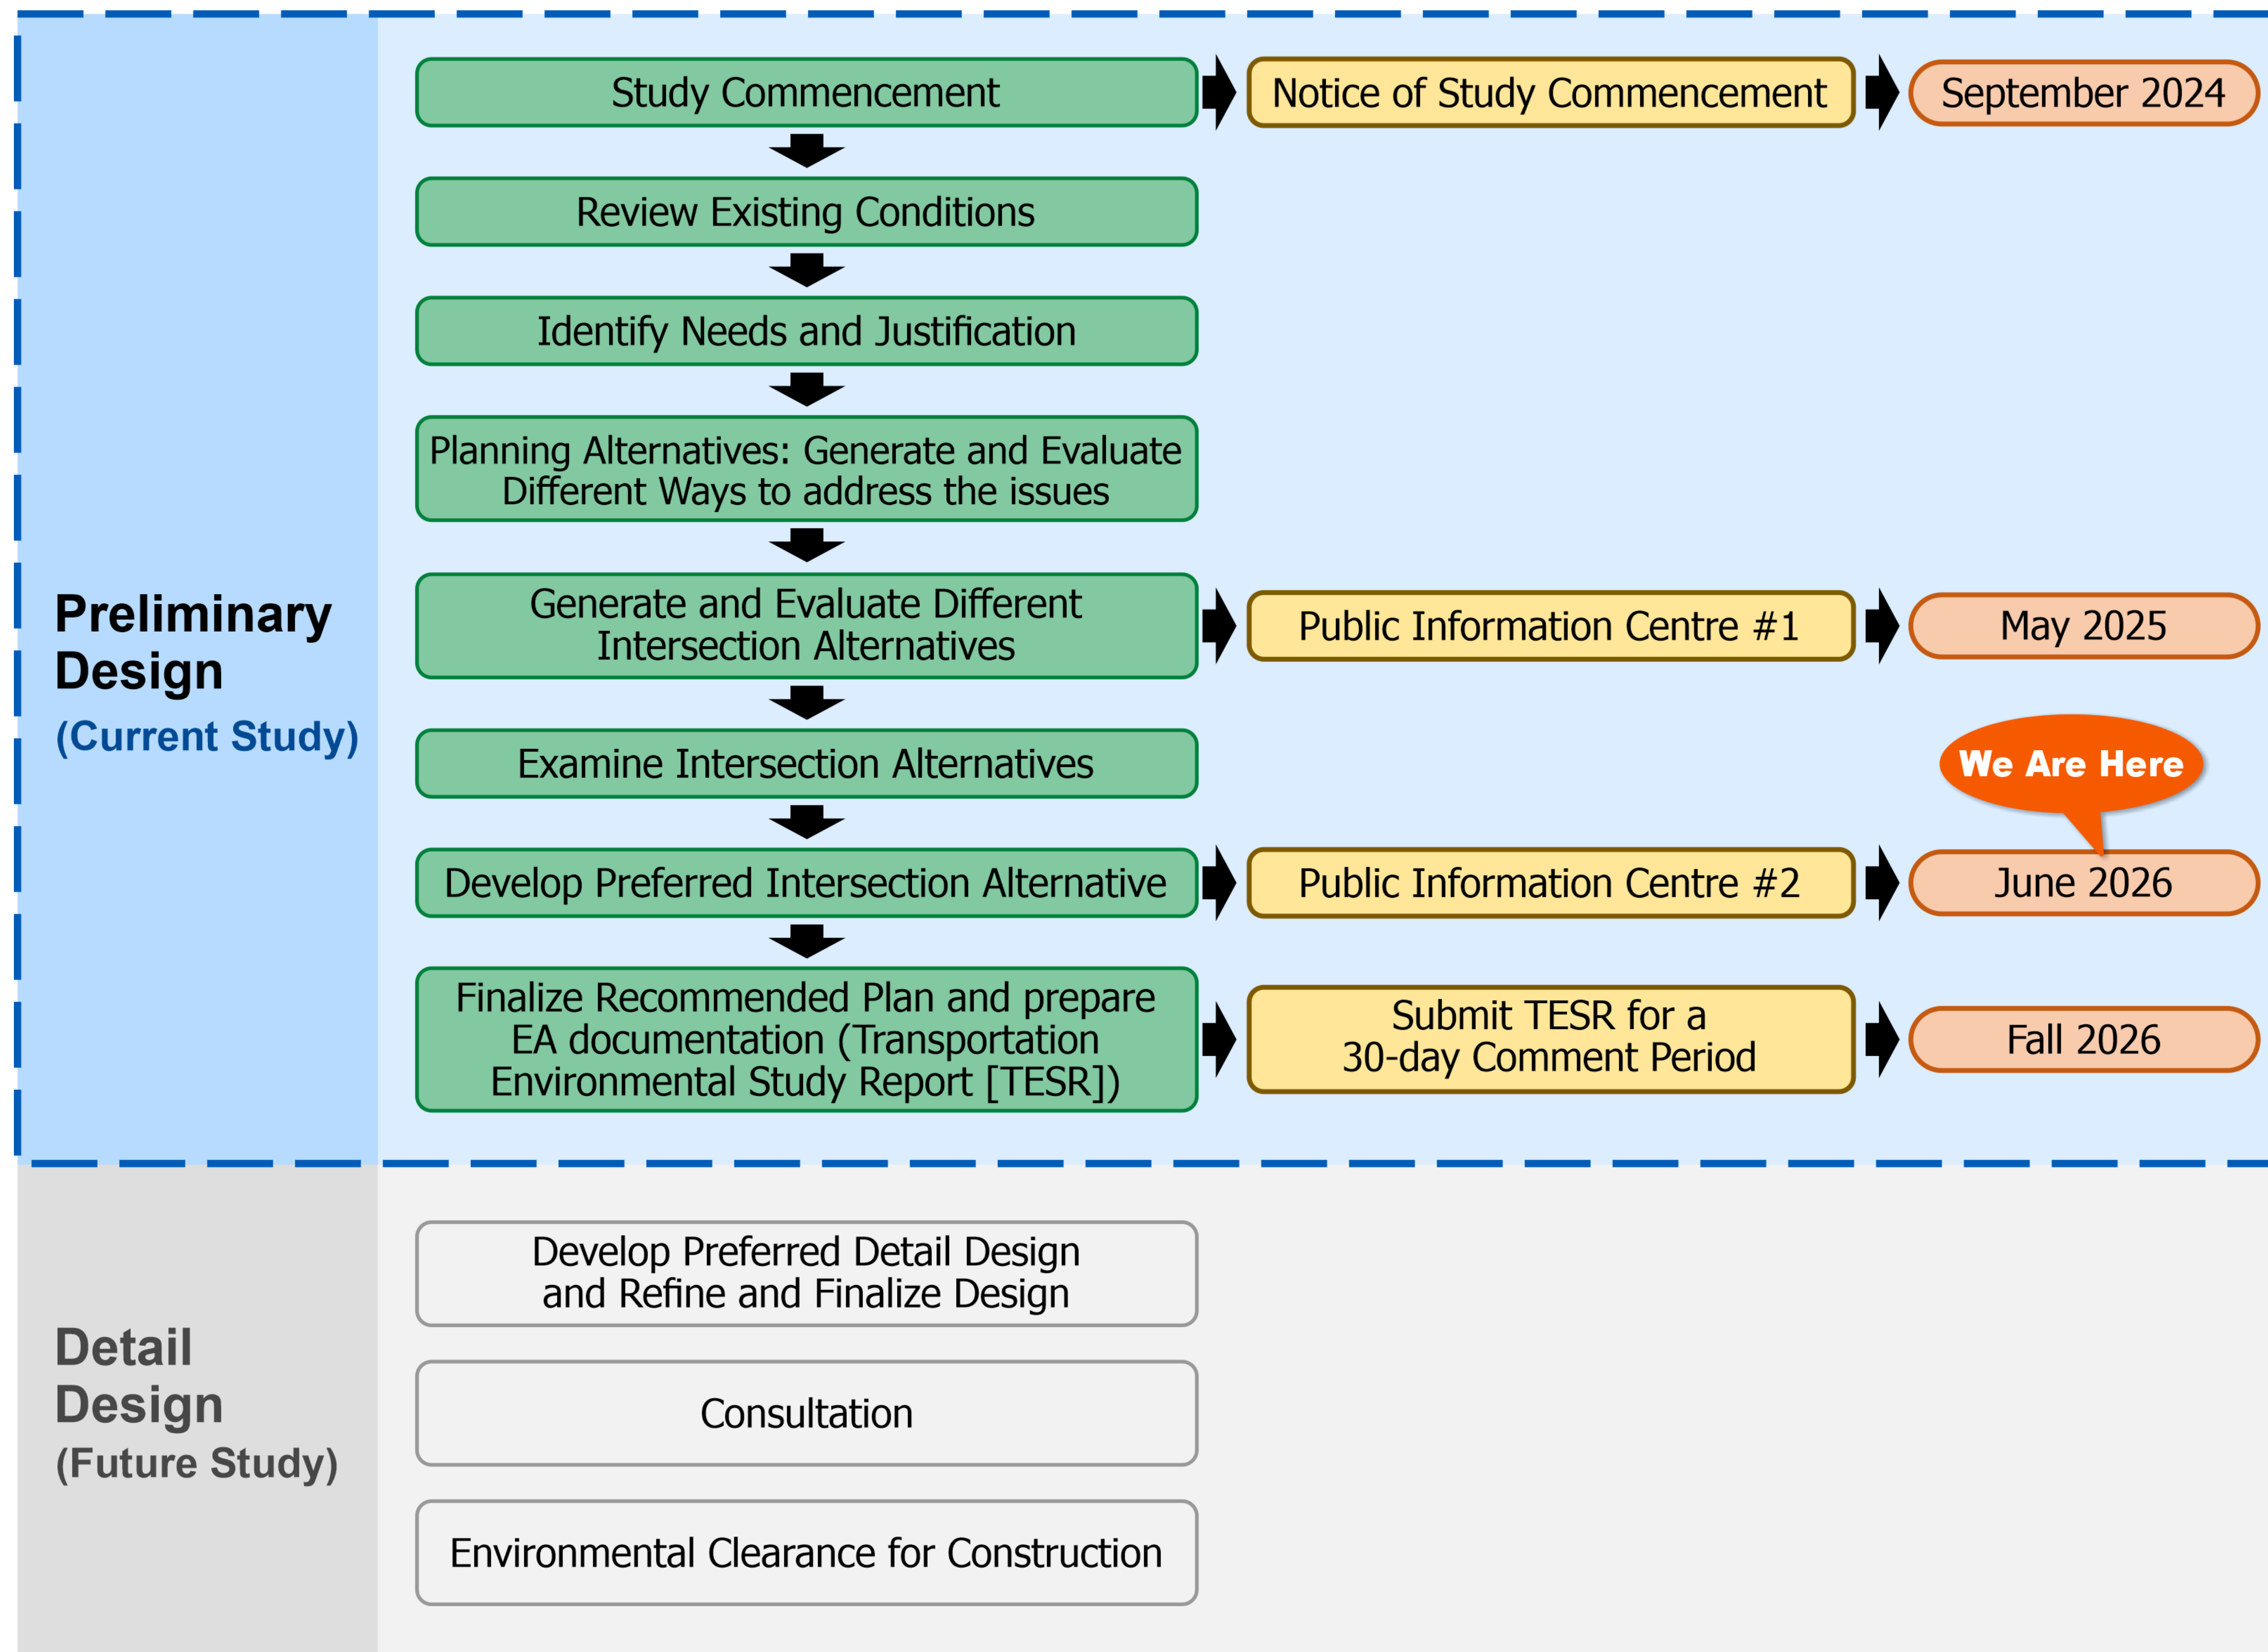 Study Commencement
Notice of Study Commencement
September 2024
Review Existing Conditions
Identify Needs and Justification
Planning Alternatives: Generate and Evaluate
Different Ways to address the issues
Preliminary
Design
(Current Study)
Generate and Evaluate Different
Intersection Alternatives
Public Information Centre #1
May 2025
Examine Intersection Alternatives
We Are Here
Develop Preferred Intersection Alternative
Public Information Centre #2
June 2026
Finalize Recommended Plan and prepare
EA documentation (Transportation
Environmental Study Report [TESR])
Submit TESR for a
30-day Comment Period
Fall 2026
Detail
Design
(Future Study)
Develop Preferred Detail Design
and Refine and Finalize Design
Consultation
Environmental Clearance for Construction